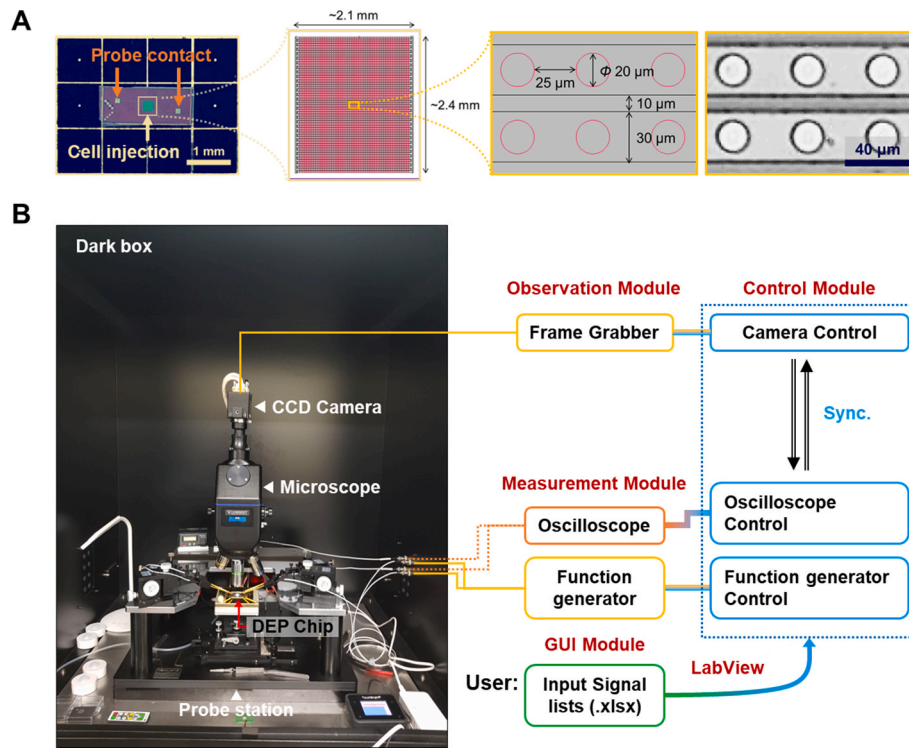 A
Probe contact
Cell injection
1 mm
~2.1 mm
~2.4 mm
Φ 20 µm
25 µm
10 µm
30 µm
40 µm
B
Dark box
CCD Camera
Microscope
DEP Chip
Probe station
Observation Module
Control Module
Frame Grabber
Camera Control
Sync.
Measurement Module
Oscilloscope
Oscilloscope
Control
Function
generator
Function generator
Control
GUI Module
LabView
User:
Input Signal
lists (.xlsx)